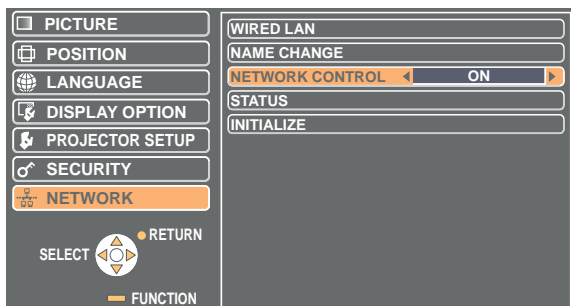 PICTURE
POSITION
LANGUAGE
DISPLAY OPTION
PROJECTOR SETUP
SECURITY
NETWORK
RETURN
SELECT
FUNCTION
WIRED LAN
NAME CHANGE
NETWORK CONTROL ON
STATUS
INITIALIZE